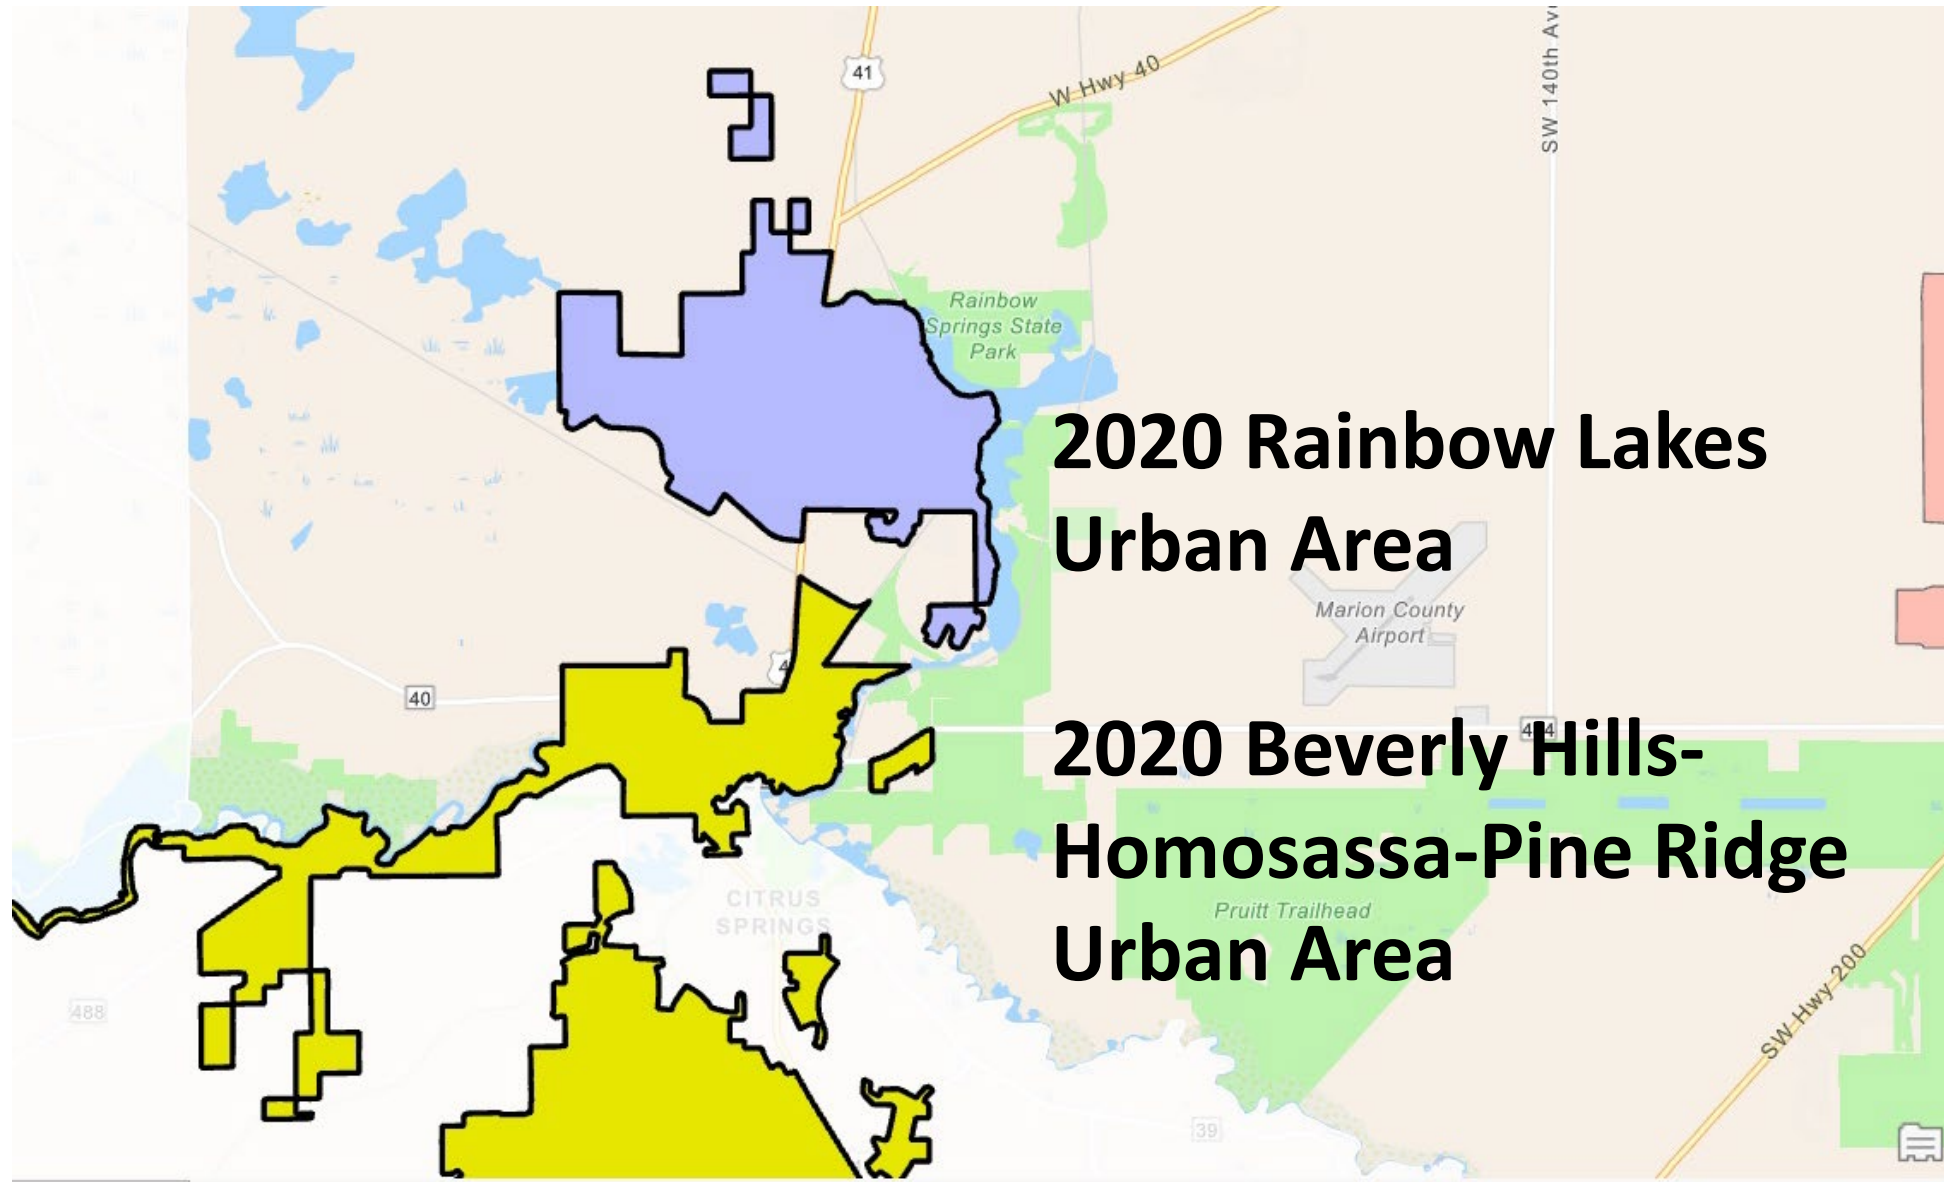 41
W Hwy 40
SW 140th Av
Rainbow
Springs State
Park
2020 Rainbow Lakes
Urban Area
Marion County
Airport
40
4
2020 Beverly Hills-
Homosassa-Pine Ridge
Urban Area
CITRUS
SPRINGS
Pruitt Trailhead
488
SW Hwy 200
39